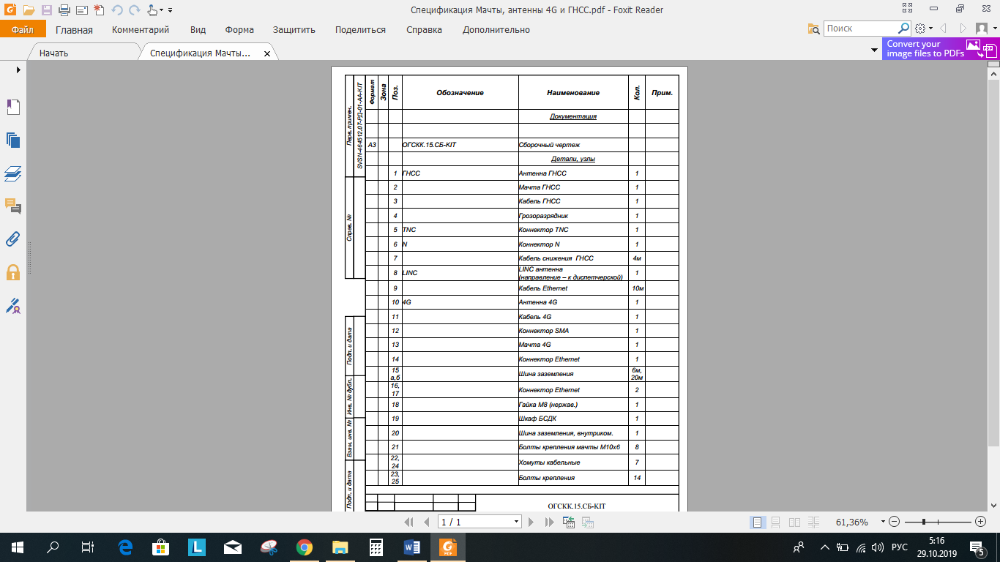 Спецификация Мачты, антенны 4G и ГНСС.pdf - Foxit Reader
Файл Главная Комментарий Вид Форма Защитить Поделиться Справка Дополнительно Поиск
Начать Спецификация Мачты...
Convert your
image files to PDFs
Перв. примен.
SVSN-464512.07-РД-01-АА-KIT
Справ. №
Подп. и дата
Инв. № дубл.
Взам. инв. №
Подп. и дата
Формат Зона Поз. Обозначение Наименование Кол. Прим.
Документация
А3 ОГСКК.15.СБ-KIT Сборочный чертеж
Детали, узлы
1 ГНСС Антенна ГНСС 1
2 Мачта ГНСС 1
3 Кабель ГНСС 1
4 Грозоразрядник 1
5 TNC Коннектор TNC 1
6 N Коннектор N 1
7 Кабель снижения ГНСС 4м
8 LINC LINC антенна
(направление – к диспетчерской) 1
9 Кабель Ethernet 10м
10 4G Антенна 4G 1
11 Кабель 4G 1
12 Коннектор SMA 1
13 Мачта 4G 1
14 Коннектор Ethernet 1
15
а,б Шина заземления 6м,
20м
16,
17 Коннектор Ethernet 2
18 Гайка М8 (нержав.) 1
19 Шкаф БСДК 1
20 Шина заземления, внутриком. 1
21 Болты крепления мачты М10х6 8
22,
24 Хомуты кабельные 7
23,
25 Болты крепления 14
ОГСКК.15.СБ-KIT
1 / 1
61,36%
РУС
5:16
29.10.2019
5